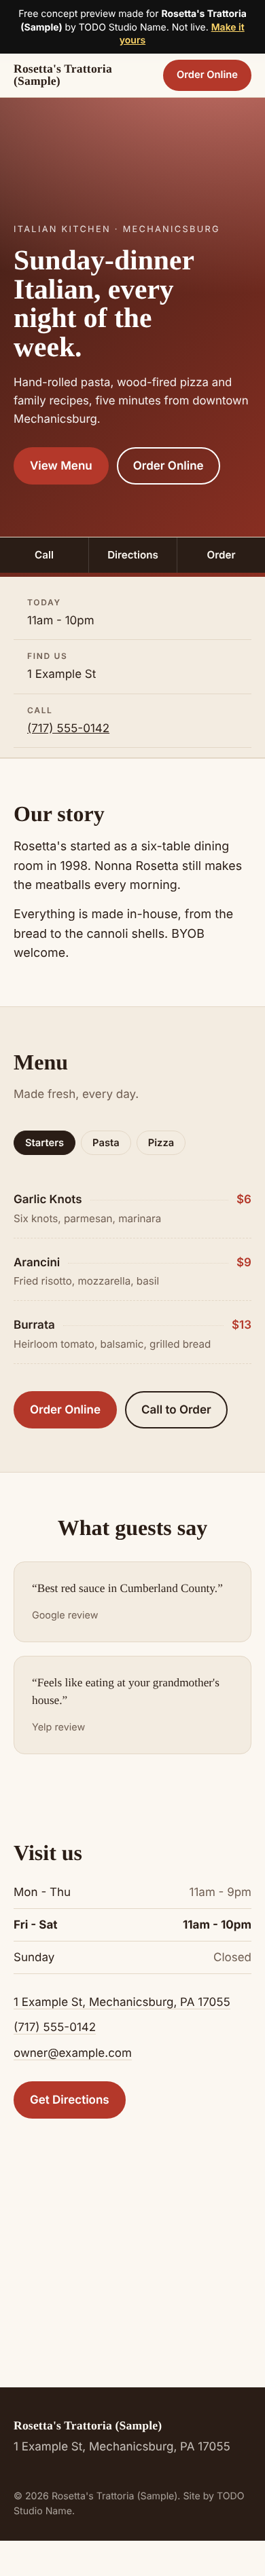 Free concept preview made for Rosetta's Trattoria
(Sample) by TODO Studio Name. Not live. Make it
yours
Rosetta's Trattoria
(Sample)
Order Online
ITALIAN KITCHEN · MECHANICSBURG
Sunday-dinner
Italian, every
night of the
week.
Hand-rolled pasta, wood-fired pizza and
family recipes, five minutes from downtown
Mechanicsburg.
View Menu
Order Online
Call
Directions
Order
TODAY
11am - 10pm
FIND US
1 Example St
CALL
(717) 555-0142
Our story
Rosetta's started as a six-table dining
room in 1998. Nonna Rosetta still makes
the meatballs every morning.
Everything is made in-house, from the
bread to the cannoli shells. BYOB
welcome.
Menu
Made fresh, every day.
Starters
Pasta
Pizza
Garlic Knots $6
Six knots, parmesan, marinara
Arancini $9
Fried risotto, mozzarella, basil
Burrata $13
Heirloom tomato, balsamic, grilled bread
Order Online
Call to Order
What guests say
“Best red sauce in Cumberland County.”
Google review
“Feels like eating at your grandmother's
house.”
Yelp review
Visit us
Mon - Thu 11am - 9pm
Fri - Sat 11am - 10pm
Sunday Closed
1 Example St, Mechanicsburg, PA 17055
(717) 555-0142
owner@example.com
Get Directions
Rosetta's Trattoria (Sample)
1 Example St, Mechanicsburg, PA 17055
© 2026 Rosetta's Trattoria (Sample). Site by TODO
Studio Name.